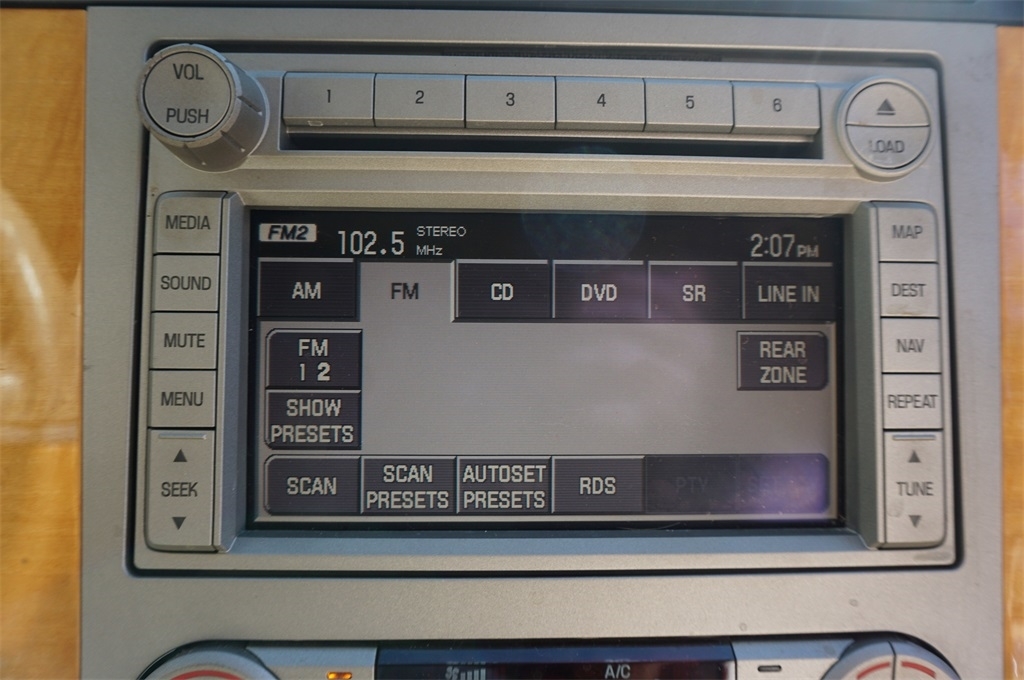 VOL
PUSH
1 2 3 4 5 6
LOAD
MEDIA
SOUND
MUTE
MENU
SEEK
FM2 102.5 STEREO MHz 2:07PM
AM FM CD DVD SR LINE IN
FM
1 2
REAR
ZONE
SHOW
PRESETS
SCAN
SCAN
PRESETS
AUTOSET
PRESETS
RDS
PTY
MAP
DEST
NAV
REPEAT
TUNE
A/C